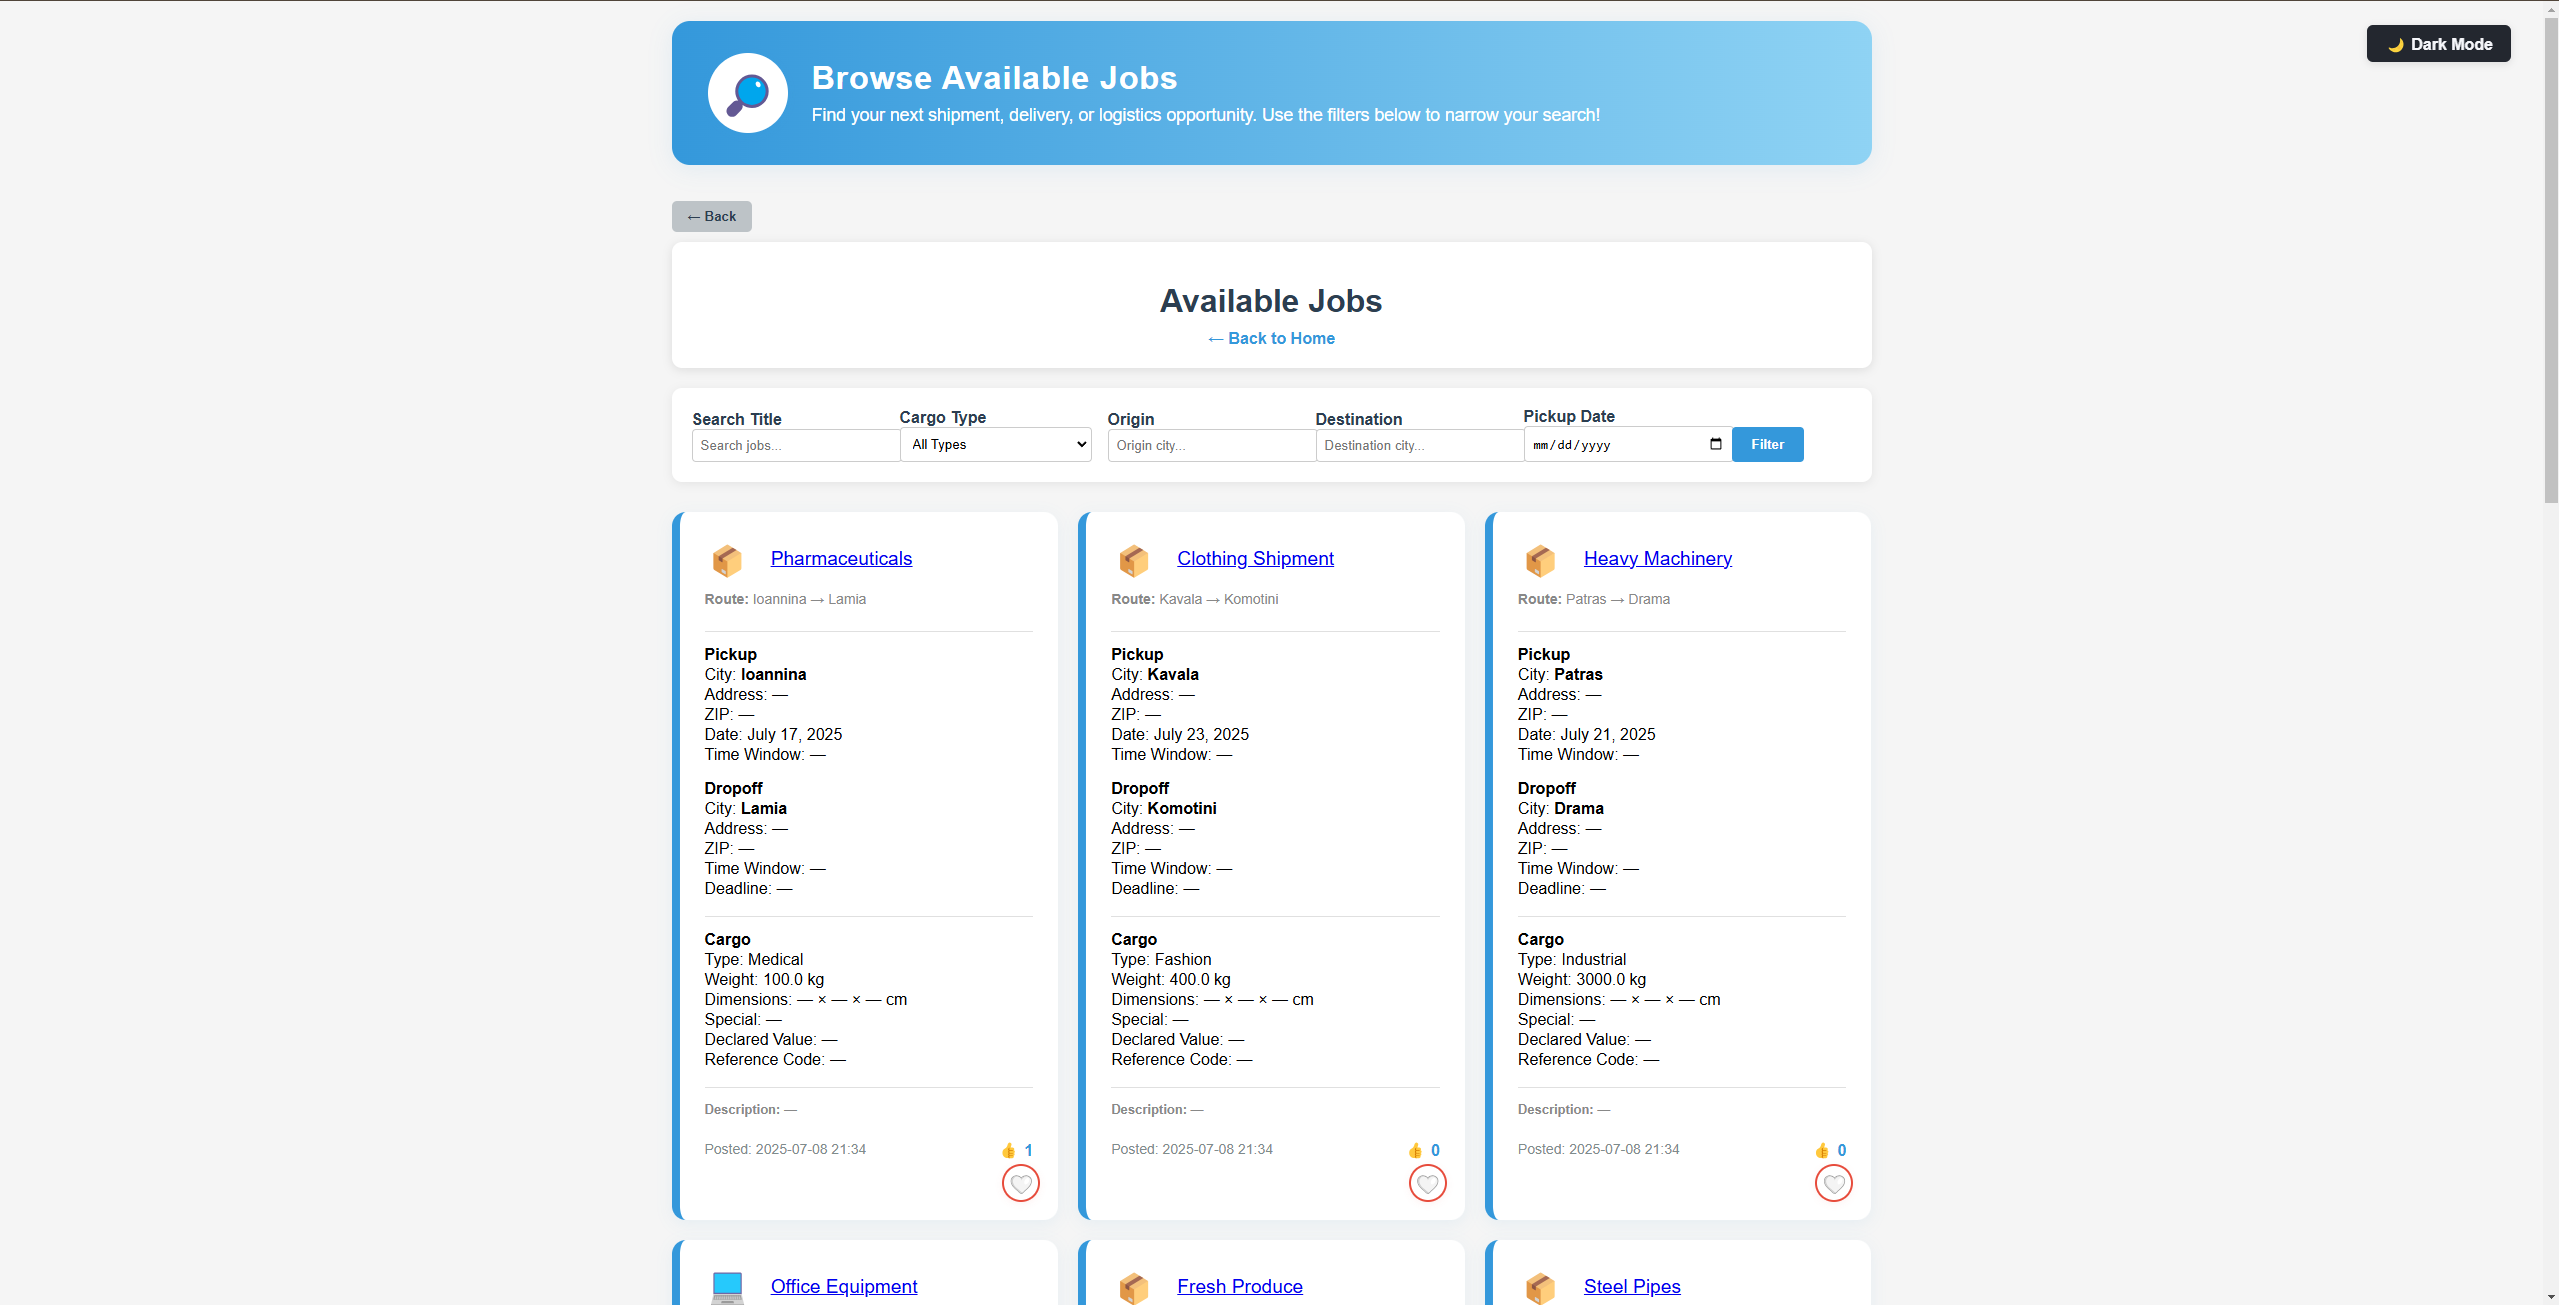 🌙 Dark Mode
Browse Available Jobs
Find your next shipment, delivery, or logistics opportunity. Use the filters below to narrow your search!
← Back
Available Jobs
← Back to Home
Search Title
Search jobs...
Cargo Type
All Types
Origin
Origin city...
Destination
Destination city...
Pickup Date
mm/dd/yyyy
Filter
Pharmaceuticals
Route: Ioannina → Lamia
Pickup
City: Ioannina
Address: —
ZIP: —
Date: July 17, 2025
Time Window: —
Dropoff
City: Lamia
Address: —
ZIP: —
Time Window: —
Deadline: —
Cargo
Type: Medical
Weight: 100.0 kg
Dimensions: — × — × — cm
Special: —
Declared Value: —
Reference Code: —
Description: —
Posted: 2025-07-08 21:34
👍 1
Clothing Shipment
Route: Kavala → Komotini
Pickup
City: Kavala
Address: —
ZIP: —
Date: July 23, 2025
Time Window: —
Dropoff
City: Komotini
Address: —
ZIP: —
Time Window: —
Deadline: —
Cargo
Type: Fashion
Weight: 400.0 kg
Dimensions: — × — × — cm
Special: —
Declared Value: —
Reference Code: —
Description: —
Posted: 2025-07-08 21:34
👍 0
Heavy Machinery
Route: Patras → Drama
Pickup
City: Patras
Address: —
ZIP: —
Date: July 21, 2025
Time Window: —
Dropoff
City: Drama
Address: —
ZIP: —
Time Window: —
Deadline: —
Cargo
Type: Industrial
Weight: 3000.0 kg
Dimensions: — × — × — cm
Special: —
Declared Value: —
Reference Code: —
Description: —
Posted: 2025-07-08 21:34
👍 0
Office Equipment
Fresh Produce
Steel Pipes